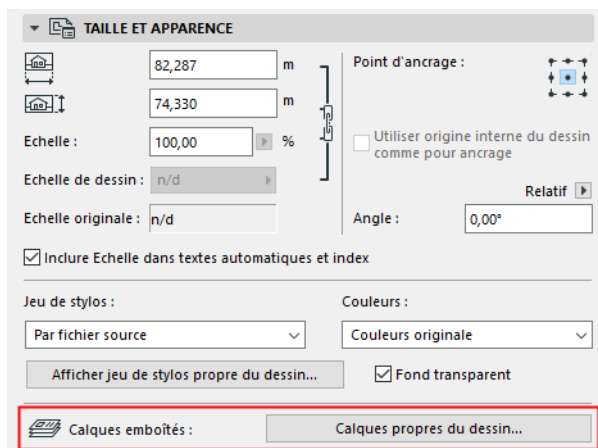 TAILLE ET APPARENCE
82,287 m
74,330 m
Echelle : 100,00 %
Echelle de dessin : n/d
Echelle originale : n/d
Point d'ancrage :
Utiliser origine interne du dessin
comme pour ancrage
Relatif
Angle : 0,00°
Inclure Echelle dans textes automatiques et index
Jeu de stylos :
Par fichier source
Couleurs :
Couleurs originale
Afficher jeu de stylos propre du dessin...
Fond transparent
Calques emboîtés : Calques propres du dessin...